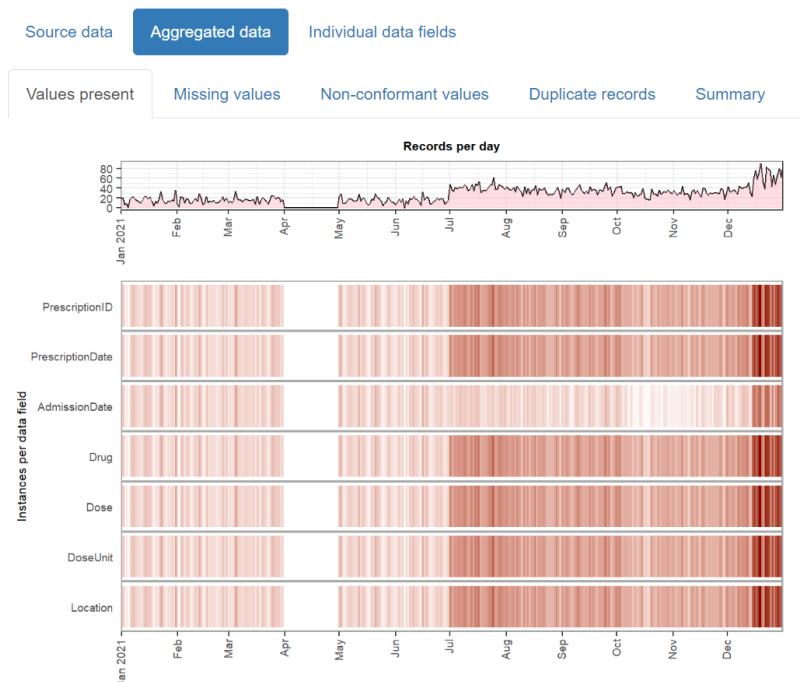 Source data Aggregated data Individual data fields
Values present Missing values Non-conformant values Duplicate records Summary
Records per day
80
60
40
20
0
Jan 2021 Feb Mar Apr May Jun Jul Aug Sep Oct Nov Dec
Instances per data field
PrescriptionID
PrescriptionDate
AdmissionDate
Drug
Dose
DoseUnit
Location
Jan 2021 Feb Mar Apr May Jun Jul Aug Sep Oct Nov Dec